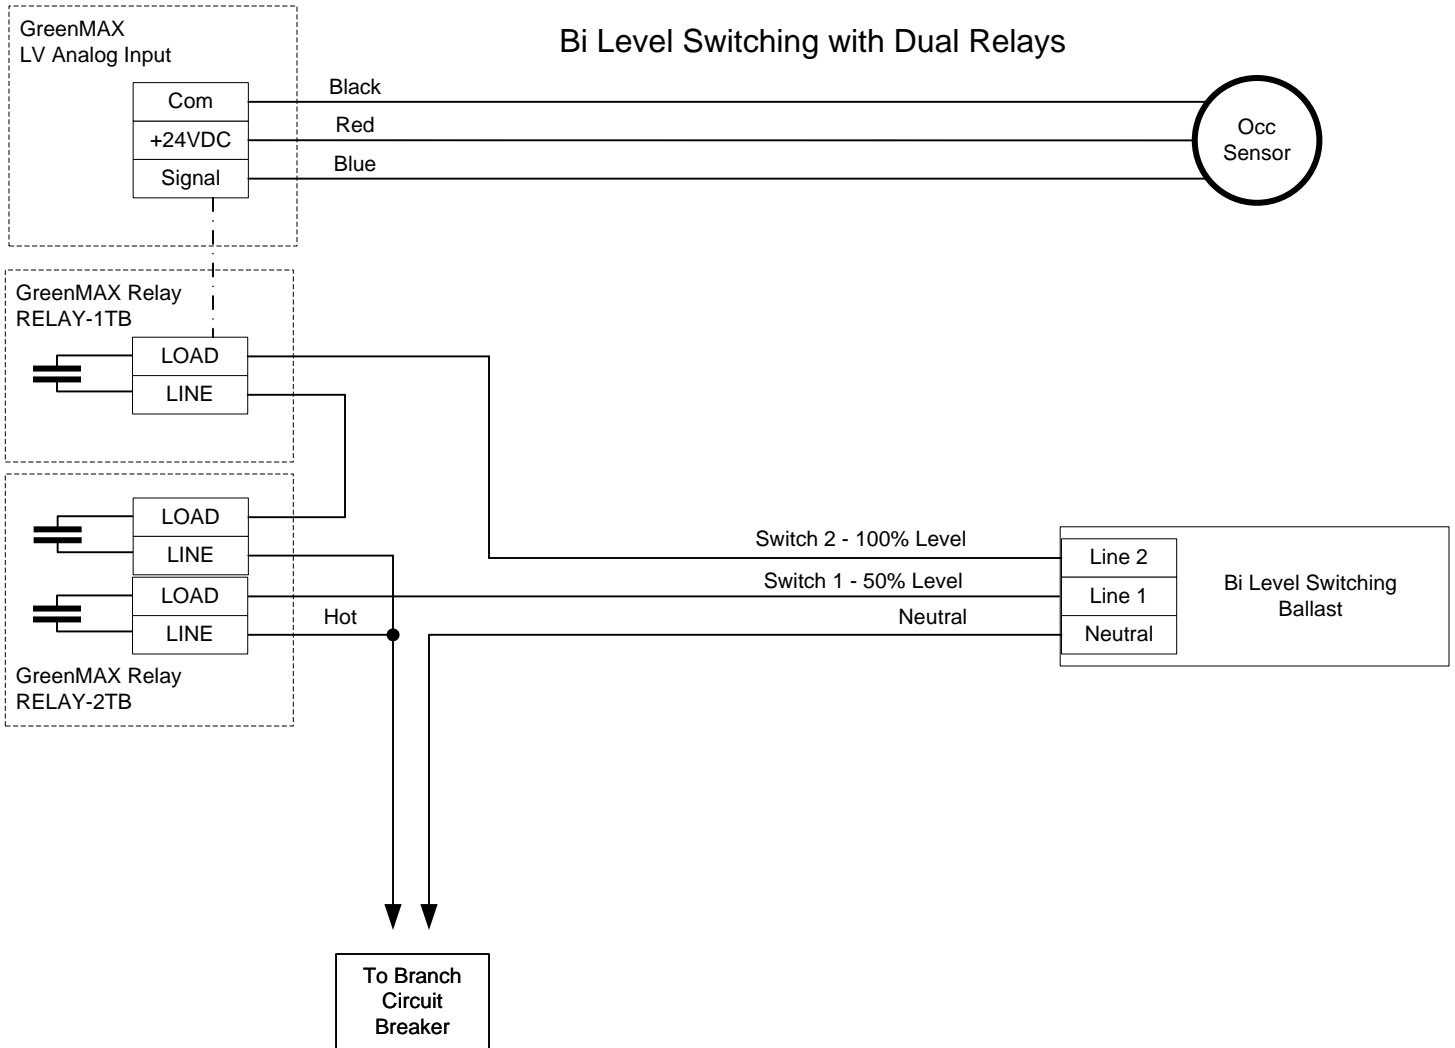 GreenMAX
LV Analog Input
Bi Level Switching with Dual Relays
Com
Black
+24VDC
Red
Signal
Blue
Occ
Sensor
GreenMAX Relay
RELAY-1TB
LOAD
LINE
LOAD
LINE
LOAD
LINE
Hot
GreenMAX Relay
RELAY-2TB
Switch 2 - 100% Level
Switch 1 - 50% Level
Neutral
Line 2
Line 1
Neutral
Bi Level Switching
Ballast
To Branch
Circuit
Breaker